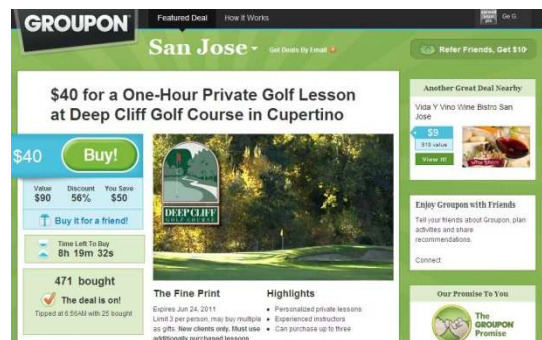 GROUPON
Featured Deal
How It Works
Ge G.
San Jose
Get Deals By Email
Refer Friends, Get $10
$40 for a One-Hour Private Golf Lesson
at Deep Cliff Golf Course in Cupertino
$40
Buy!
Value
Discount
You Save
$90
56%
$50
Buy it for a friend!
Time Left To Buy
8h 19m 32s
471 bought
The deal is on!
Tipped at 6:56AM with 25 bought
DEEP CLIFF
GOLF COURSE
The Fine Print
Expires Jun 24, 2011
Limit 3 per person, may buy multiple
as gifts. New clients only. Must use
additionally purchased lessons
Highlights
Personalized private lessons
Experienced instructors
Can purchase up to three
Another Great Deal Nearby
Vida Y Vino Wine Bistro San
Jose
$9
$18 value
View It!
Enjoy Groupon with Friends
Tell your friends about Groupon, plan
activities and share
recommendations.
Connect
Our Promise To You
The
GROUPON
Promise